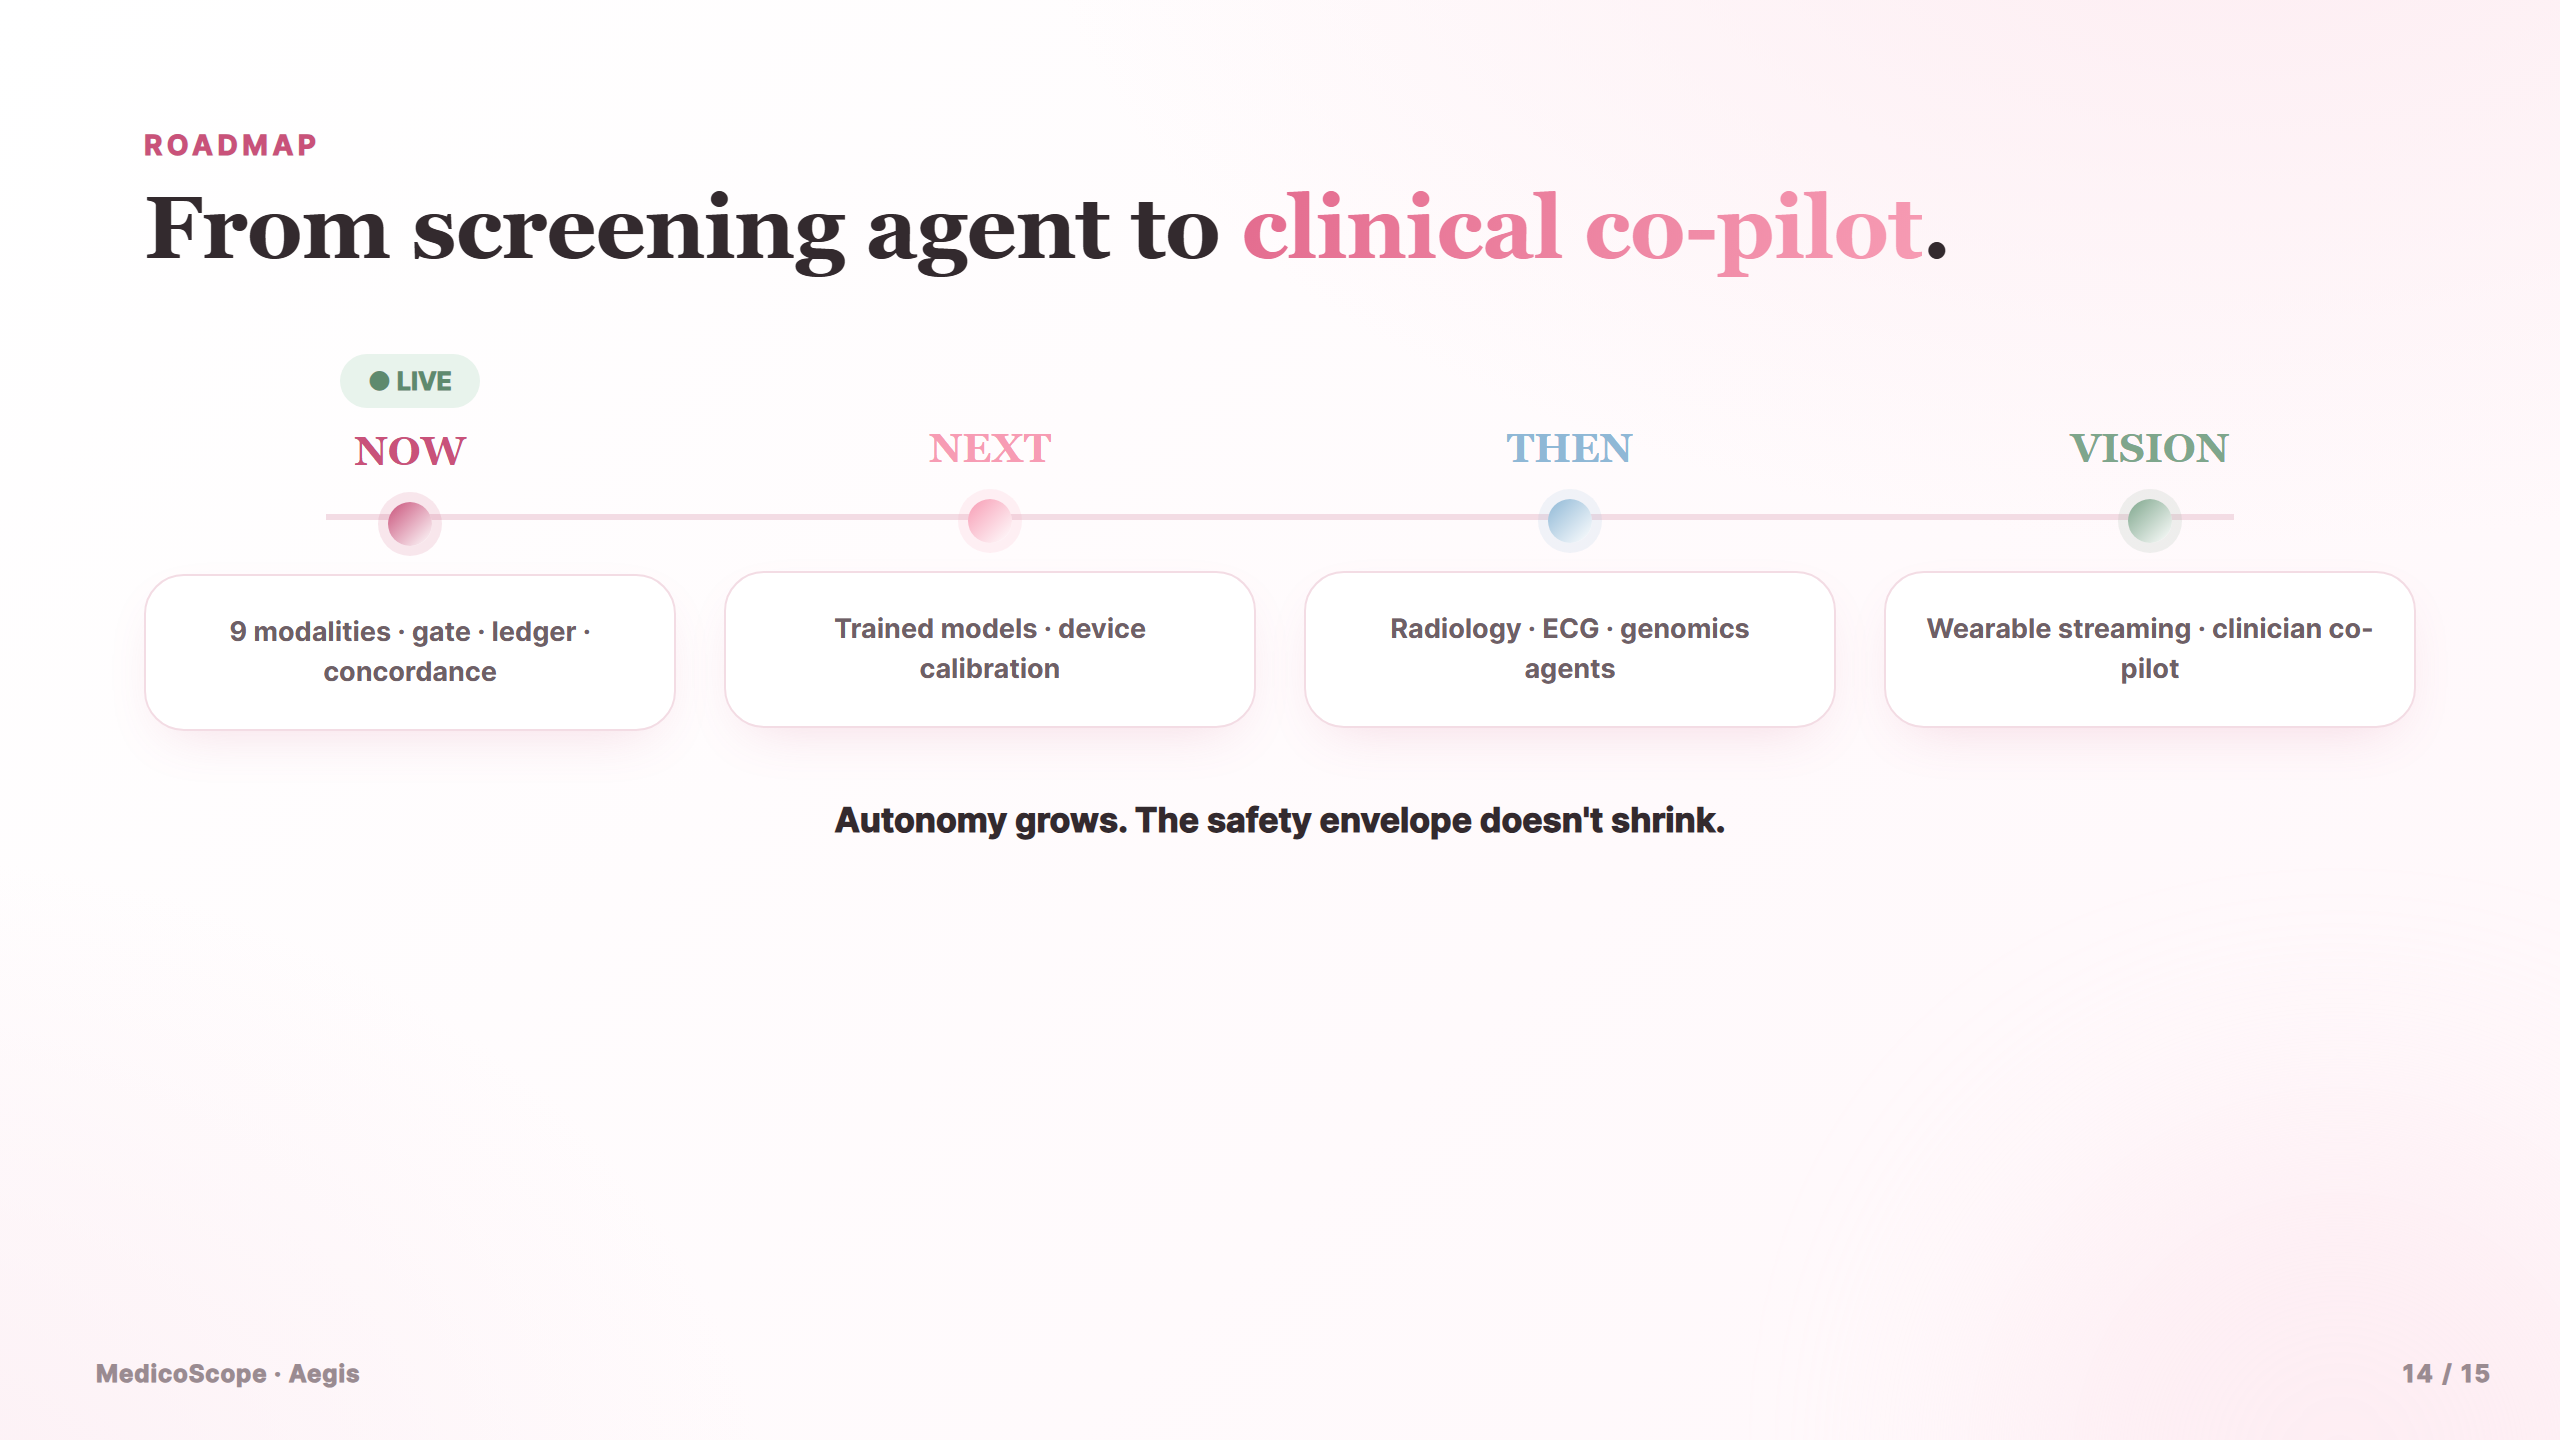 ROADMAP
From screening agent to clinical co-pilot.
● LIVE
NOW
NEXT
THEN
VISION
9 modalities · gate · ledger ·
concordance
Trained models · device
calibration
Radiology · ECG · genomics
agents
Wearable streaming · clinician co-
pilot
Autonomy grows. The safety envelope doesn't shrink.
MedicoScope · Aegis
14 / 15